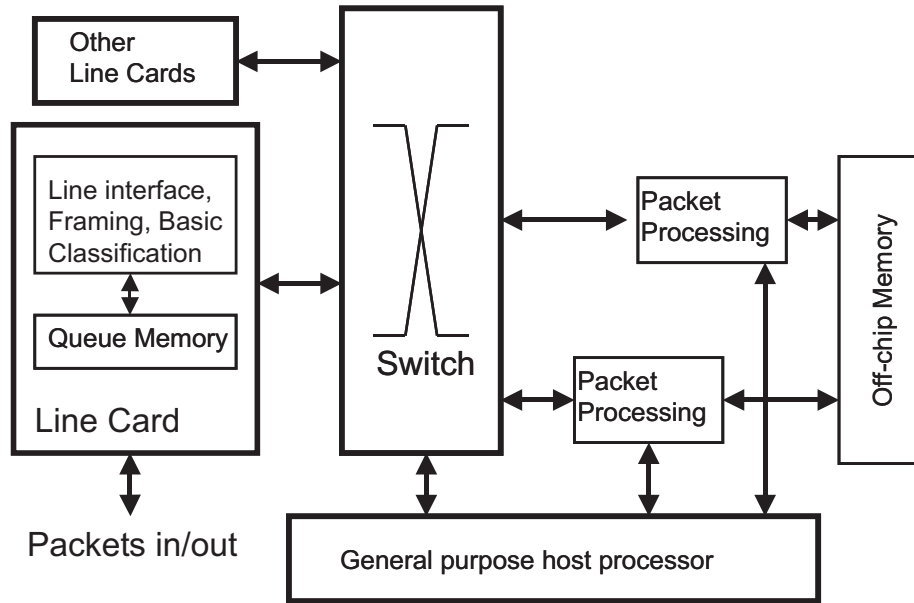 Other
Line Cards
Line interface,
Framing, Basic
Classification
Queue Memory
Line Card
Packets in/out
Switch
Packet
Processing
Packet
Processing
Off-chip Memory
General purpose host processor